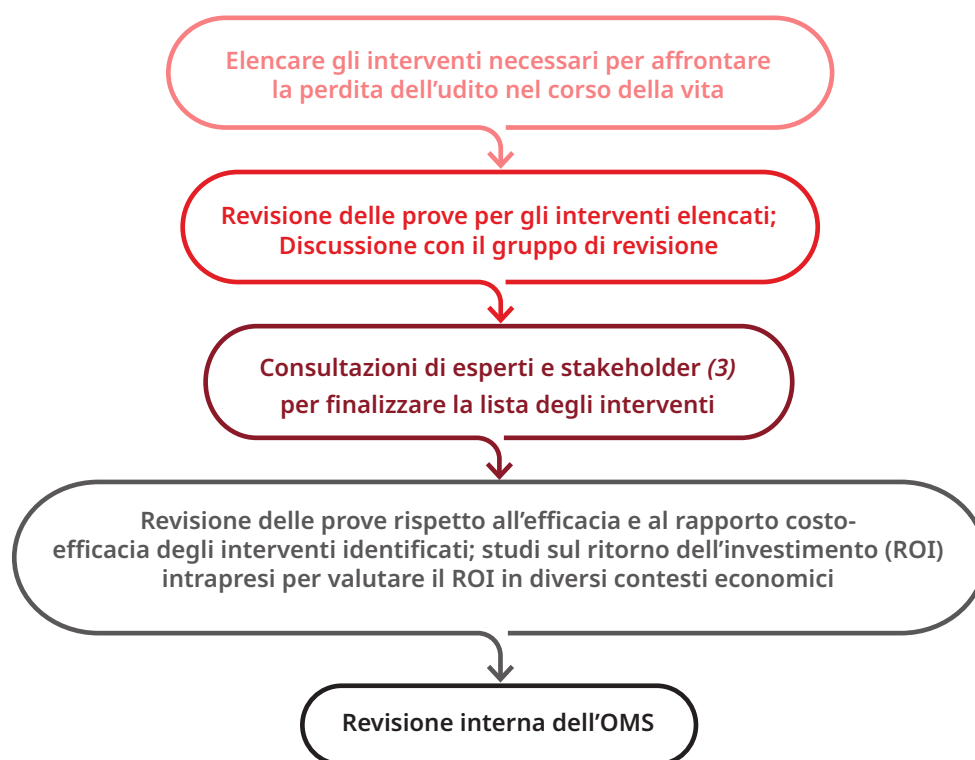 Elencare gli interventi necessari per affrontare
la perdita dell’udito nel corso della vita
Revisione delle prove per gli interventi elencati;
Discussione con il gruppo di revisione
Consultazioni di esperti e stakeholder (3)
per finalizzare la lista degli interventi
Revisione delle prove rispetto all’efficacia e al rapporto costo-
efficacia degli interventi identificati; studi sul ritorno dell’investimento (ROI)
intrapresi per valutare il ROI in diversi contesti economici
Revisione interna dell’OMS